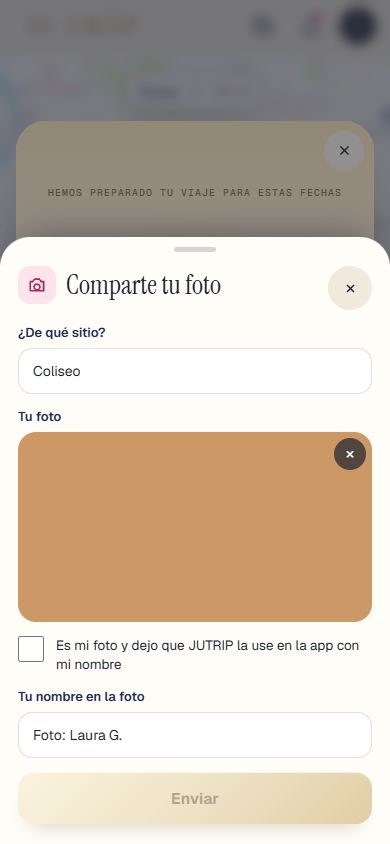 HEMOS PREPARADO TU VIAJE PARA ESTAS FECHAS
Comparte tu foto
¿De qué sitio?
Coliseo
Tu foto
Es mi foto y dejo que JUTRIP la use en la app con
mi nombre
Tu nombre en la foto
Foto: Laura G.
Enviar